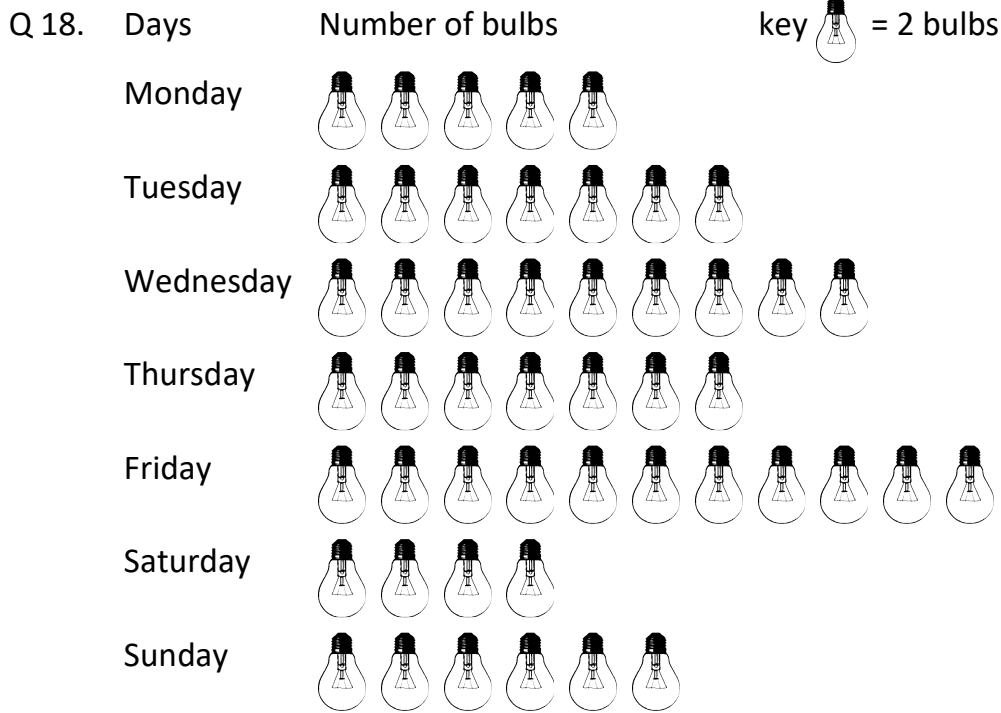 Q 18. Days Number of bulbs key = 2 bulbs
Monday
Tuesday
Wednesday
Thursday
Friday
Saturday
Sunday